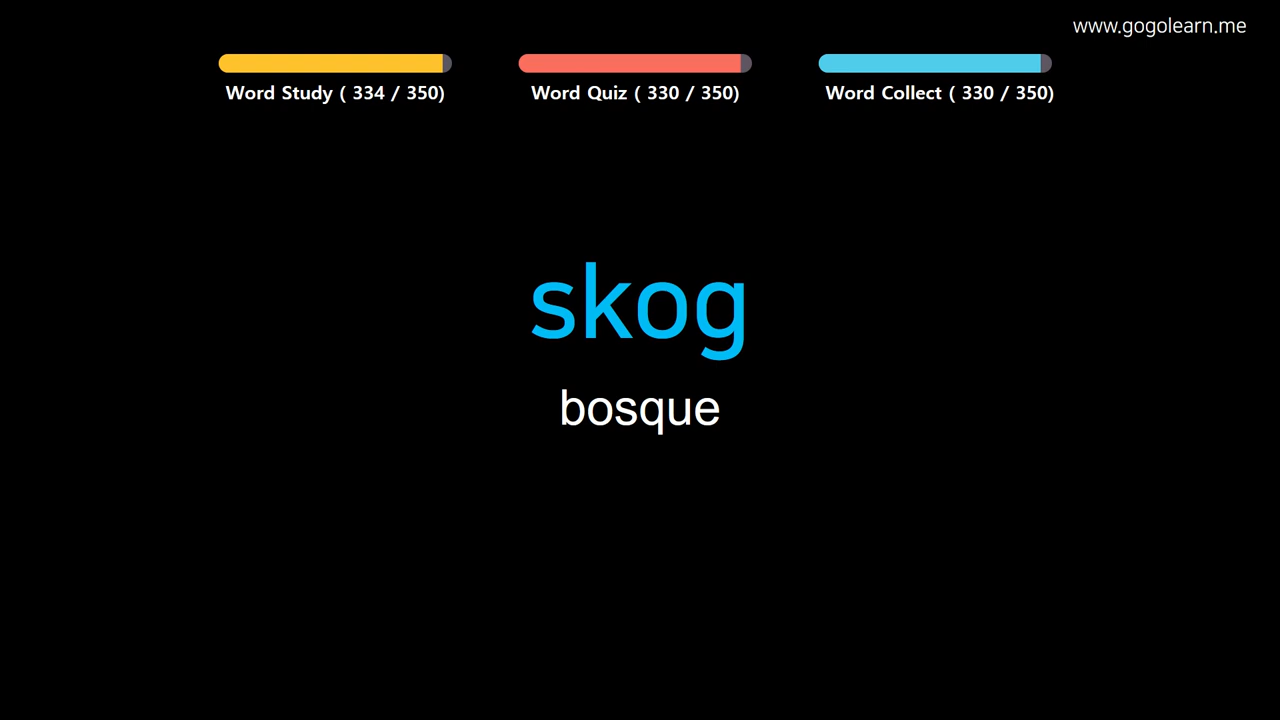 www.gogolearn.me
Word Study ( 334 / 350)
Word Quiz ( 330 / 350)
Word Collect ( 330 / 350)
skog
bosque